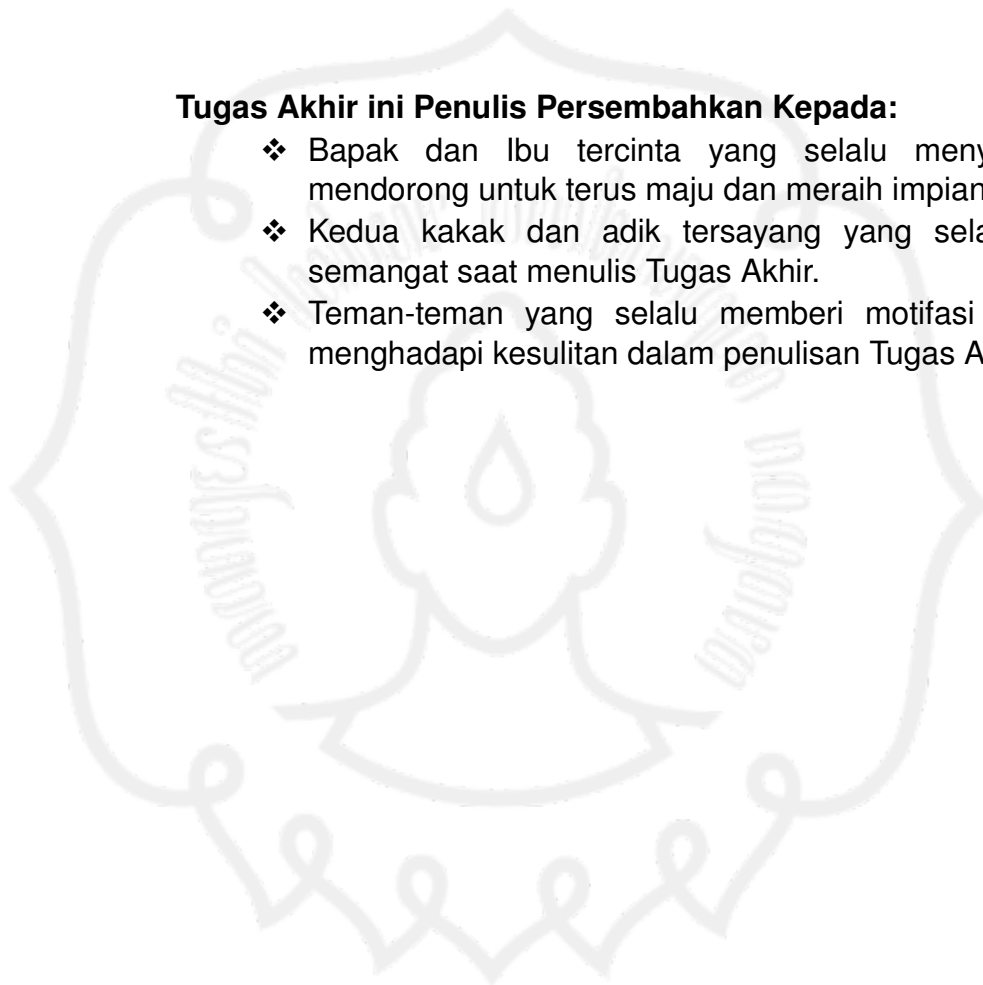 Tugas Akhir ini Penulis Persembahkan Kepada:
❖ Bapak dan Ibu tercinta yang selalu
mendorong untuk terus maju dan meraih impian
❖ Kedua kakak dan adik tersayang yang
semangat saat menulis Tugas Akhir.
❖ Teman-teman yang selalu memberi motifasi
menghadapi kesulitan dalam penulisan Tugas